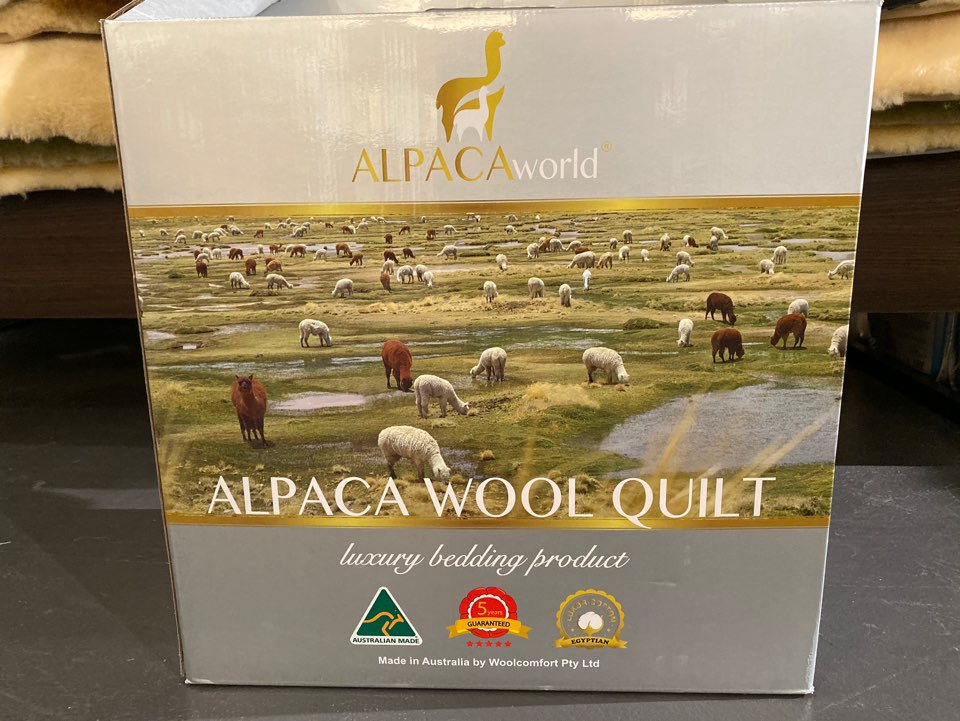 ALPACAworld®
ALPACA WOOL QUILT
luxury bedding product
AUSTRALIAN MADE
5 years
GUARANTEED
COTTON
EGYPTIAN
Made in Australia by Woolcomfort Pty Ltd